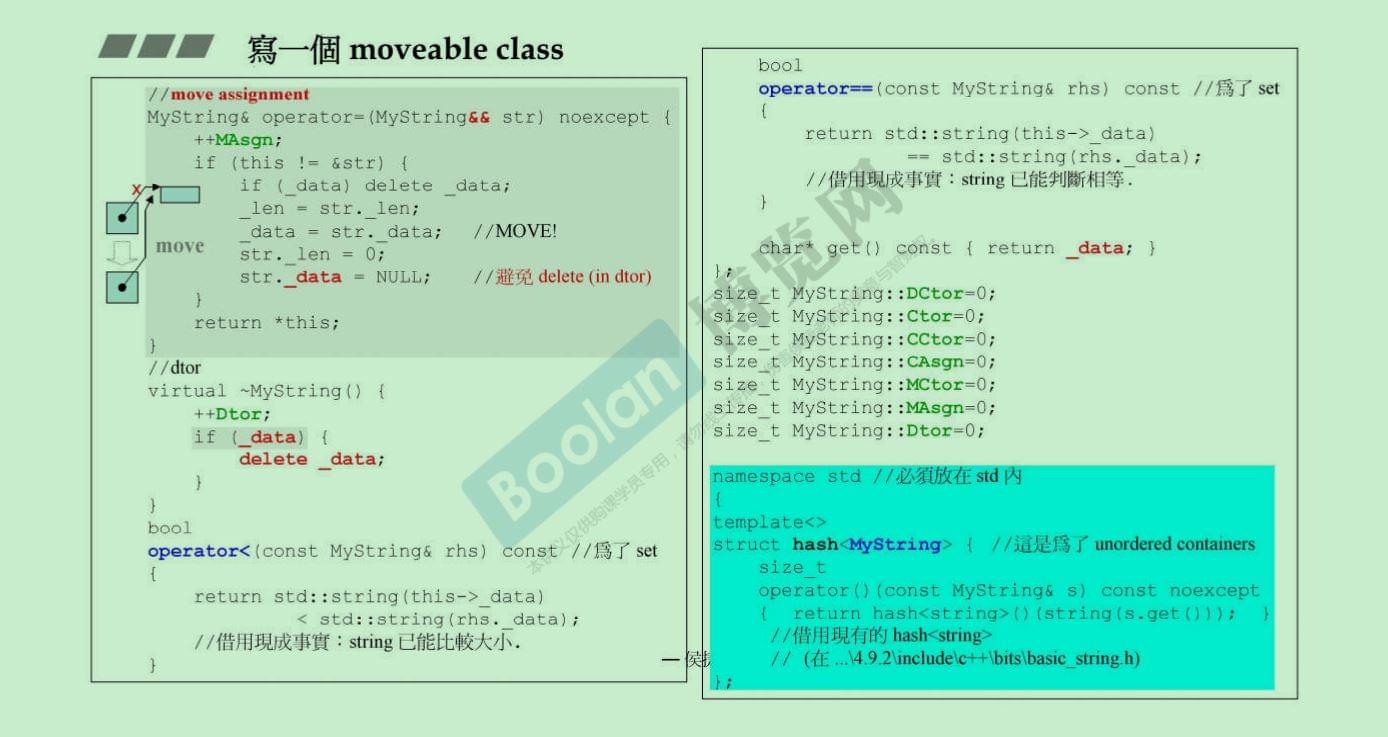 寫一個 moveable class
//move assignment
MyString& operator=(MyString&& str) noexcept {
++MAsgn;
if (this != &str) {
if (_data) delete _data;
_len = str._len;
_data = str._data; //MOVE!
str._len = 0;
str._data = NULL; //避免 delete (in dtor)
}
return *this;
}
x
move
//dtor
virtual ~MyString() {
++Dtor;
if (_data) {
delete _data;
}
}
bool
operator<(const MyString& rhs) const //爲了 set
{
return std::string(this->_data)
< std::string(rhs._data);
//借用現成事實：string 已能比較大小.
}
bool
operator==(const MyString& rhs) const //爲了 set
{
return std::string(this->_data)
== std::string(rhs._data);
//借用現成事實：string 已能判斷相等.
}
char* get() const { return _data; }
};
size_t MyString::DCtor=0;
size_t MyString::Ctor=0;
size_t MyString::CCtor=0;
size_t MyString::CAsgn=0;
size_t MyString::MCtor=0;
size_t MyString::MAsgn=0;
size_t MyString::Dtor=0;
namespace std //必須放在 std 內
{
template<>
struct hash<MyString> { //這是爲了 unordered containers
size_t
operator()(const MyString& s) const noexcept
{ return hash<string>()(string(s.get())); }
//借用現有的 hash<string>
// (在 ...\4.9.2\include\c++\bits\basic_string.h)
};
— 侯
Boolan 博览网